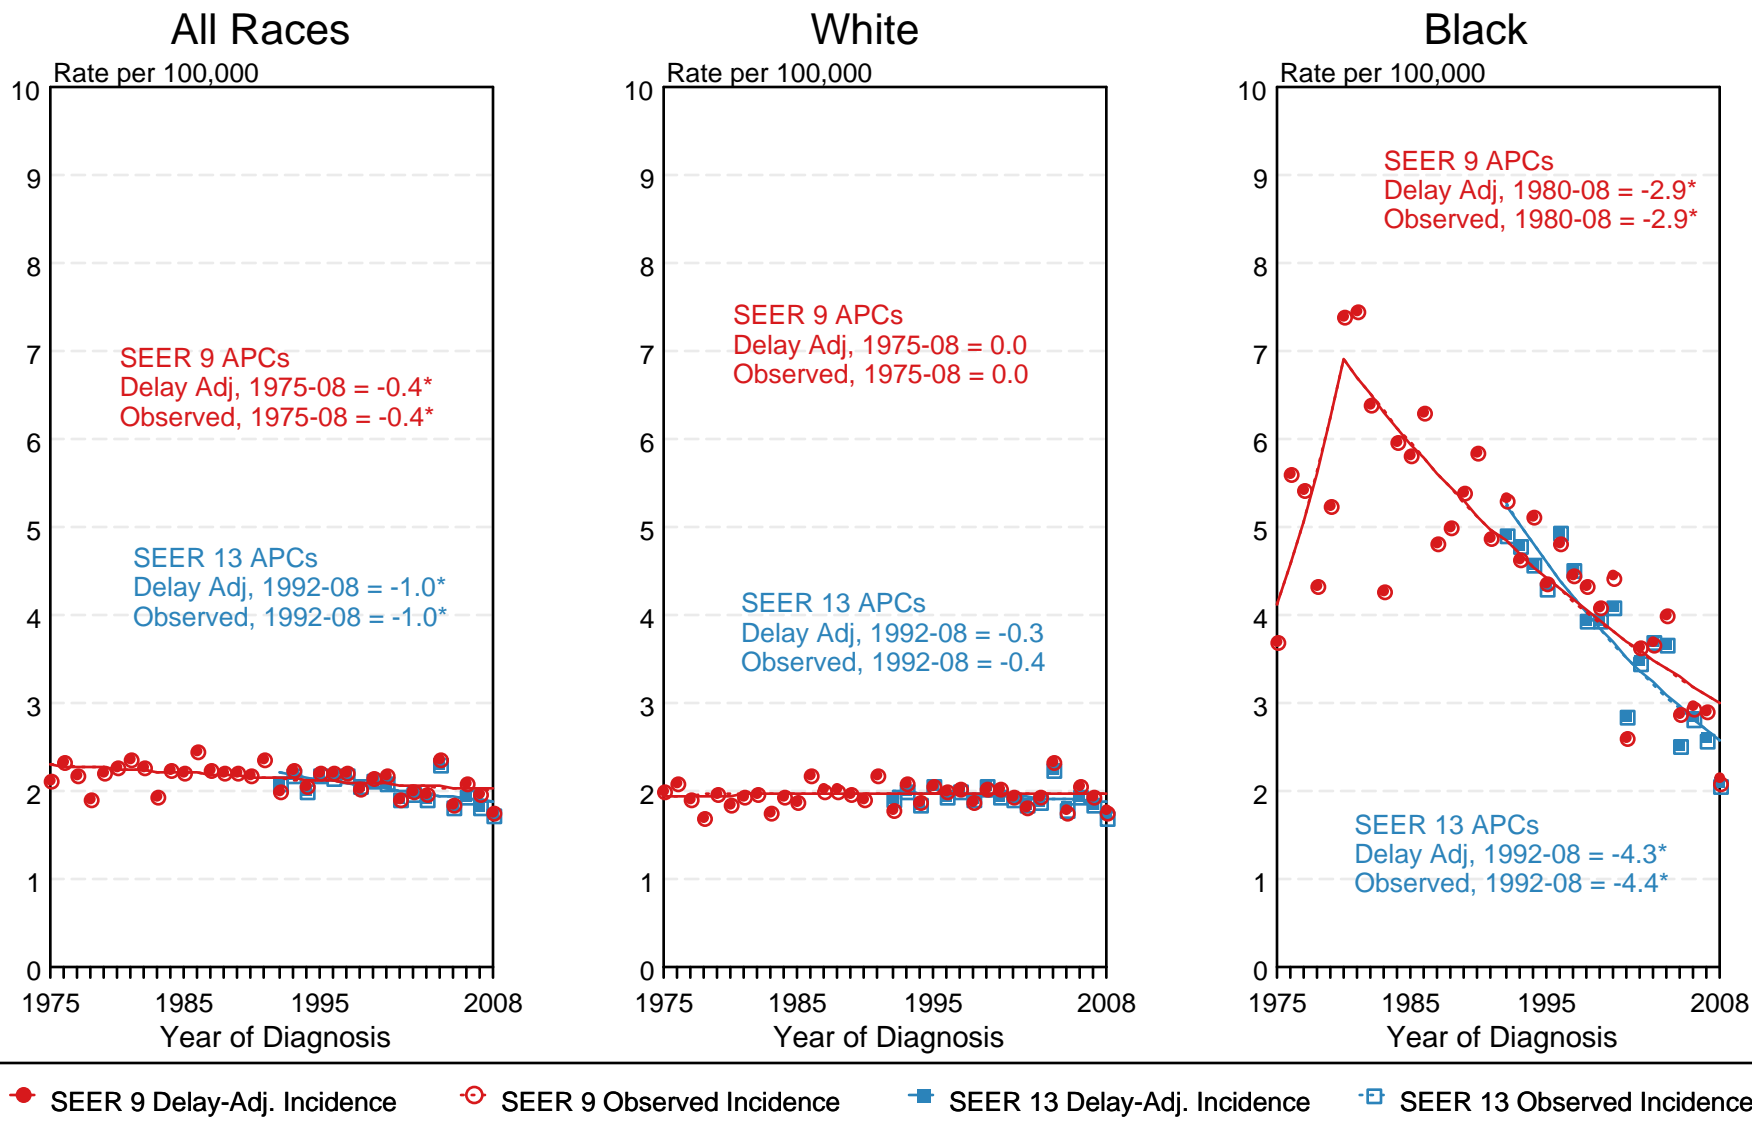 All Races
Rate per 100,000
10
9
8
7
6
5
4
3
2
1
0
SEER 9 APCs
Delay Adj, 1975-08 = -0.4*
Observed, 1975-08 = -0.4*
SEER 13 APCs
Delay Adj, 1992-08 = -1.0*
Observed, 1992-08 = -1.0*
1975 1985 1995 2008
Year of Diagnosis
White
Rate per 100,000
10
9
8
7
6
5
4
3
2
1
0
SEER 9 APCs
Delay Adj, 1975-08 = 0.0
Observed, 1975-08 = 0.0
SEER 13 APCs
Delay Adj, 1992-08 = -0.3
Observed, 1992-08 = -0.4
1975 1985 1995 2008
Year of Diagnosis
Black
Rate per 100,000
10
9
8
7
6
5
4
3
2
1
0
SEER 9 APCs
Delay Adj, 1980-08 = -2.9*
Observed, 1980-08 = -2.9*
SEER 13 APCs
Delay Adj, 1992-08 = -4.3*
Observed, 1992-08 = -4.4*
1975 1985 1995 2008
Year of Diagnosis
SEER 9 Delay-Adj. Incidence SEER 9 Observed Incidence SEER 13 Delay-Adj. Incidence SEER 13 Observed Incidence